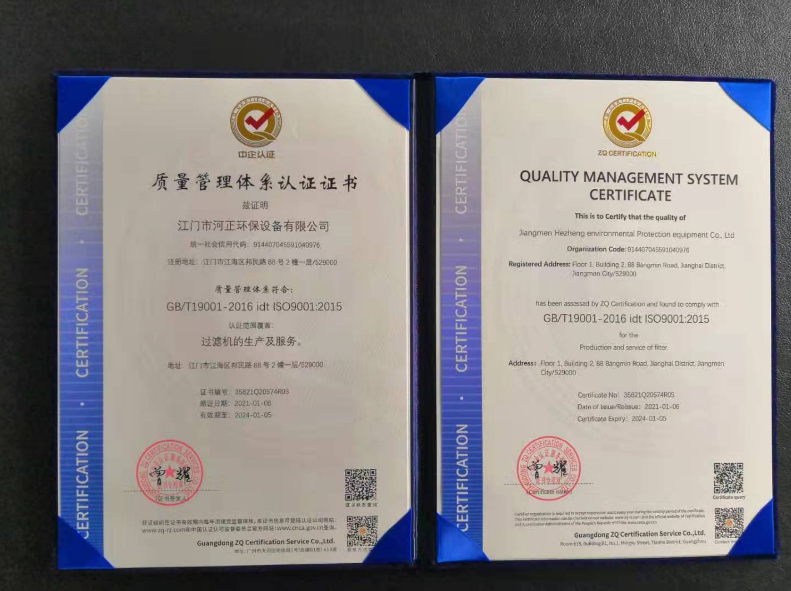 中企认证
质量管理体系认证证书
兹证明
江门市河正环保设备有限公司
统一社会信用代码：914407045591040976
注册地址：江门市江海区邦民路 88 号 2 幢一层/529000
质量管理体系符合：
GB/T19001-2016 idt ISO9001:2015
认证范围覆盖：
过滤机的生产及服务。
地址：江门市江海区邦民路 88 号 2 幢一层/529000
证书编号：35821Q20574R0S
颁证日期：2021-01-06
有效期至：2024-01-05
Guangdong ZQ Certification Service Co.,Ltd.
CERTIFICATION · CERTIFICATION · CERTIFICATION
ZQ CERTIFICATION
QUALITY MANAGEMENT SYSTEM
CERTIFICATE
This is to Certify that the quality of
Jiangmen Hezheng environmental Protection equipment Co., Ltd
Organization Code: 914407045591040976
Registered Address: Floor 1, Building 2, 88 Bangmin Road, Jianghai District,
Jiangmen City/529000
has been assessed by ZQ Certification and found to comply with
GB/T19001-2016 idt ISO9001:2015
for the
Production and service of filter.
Address: Floor 1, Building 2, 88 Bangmin Road, Jianghai District, Jiangmen
City/529000
Certificate No: 35821Q20574R0S
Date of Issue/Reissue: 2021-01-06
Certificate Expiry: 2024-01-05
Certificate query
Guangdong ZQ Certification Service Co.,Ltd.
CERTIFICATION · CERTIFICATION · CERTIFICATION